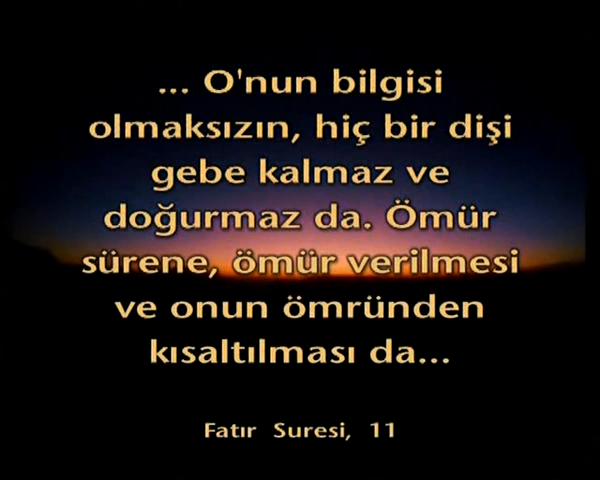 ... O'nun bilgisi
olmaksızın, hiç bir dişi
gebe kalmaz ve
doğurmaz da. Ömür
sürene, ömür verilmesi
ve onun ömründen
kısaltılması da...
Fatır Suresi, 11